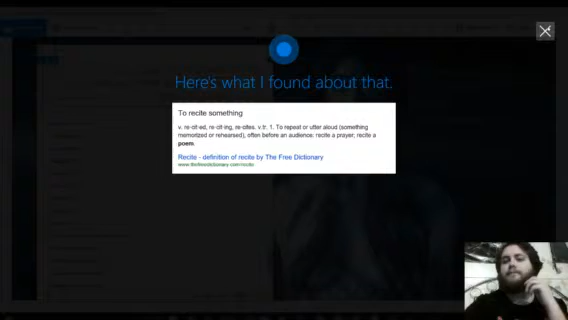 Here's what I found about that.
To recite something
v. re·cit·ed, re·cit·ing, re·cites. v.tr. 1. To repeat or utter aloud (something
memorized or rehearsed), often before an audience: recite a prayer; recite a
poem.
Recite - definition of recite by The Free Dictionary
www.thefreedictionary.com/recite